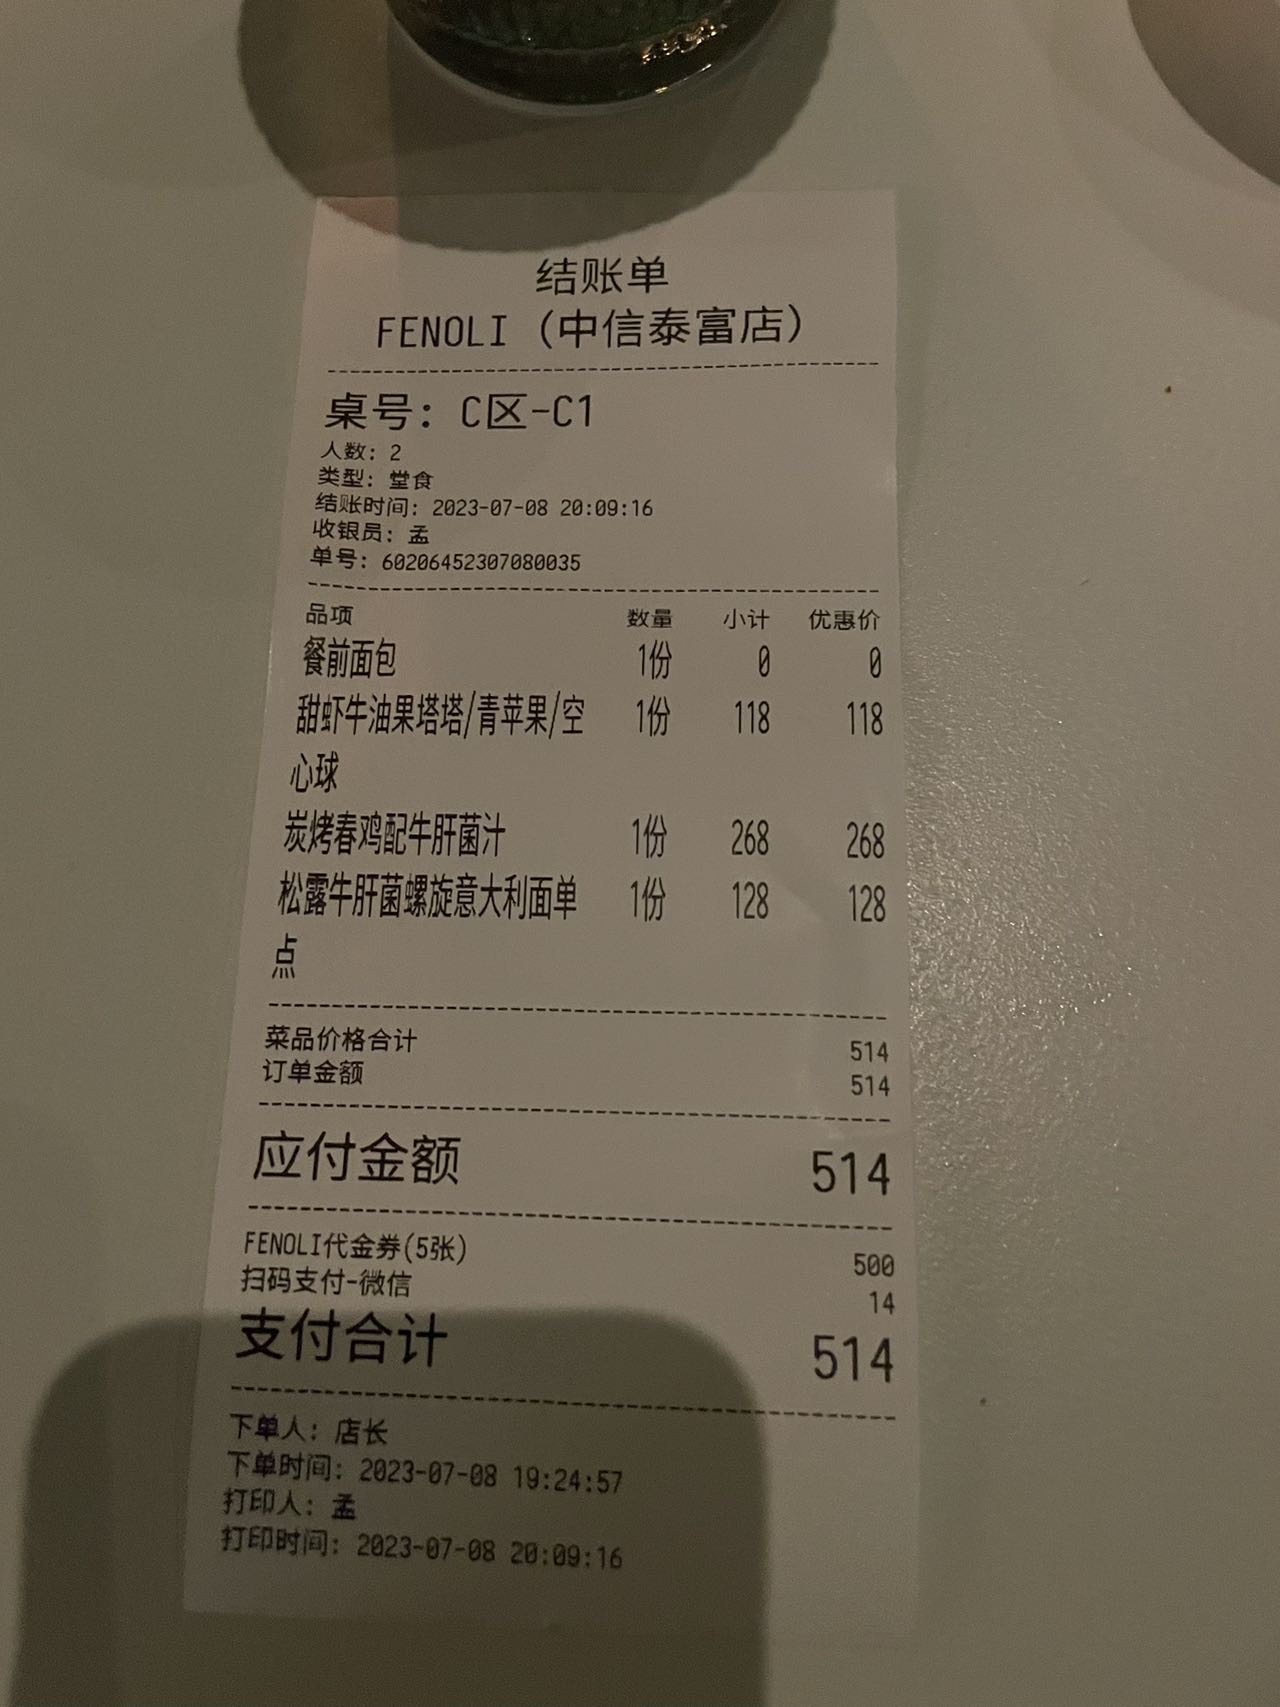 结账单
FENOLI（中信泰富店）
桌号：C区-C1
人数：2
类型：堂食
结账时间：2023-07-08 20:09:16
收银员：孟
单号：60206452307080035
品项 数量 小计 优惠价
餐前面包 1份 0 0
甜虾牛油果塔塔/青苹果/空 1份 118 118
心球
炭烤春鸡配牛肝菌汁 1份 268 268
松露牛肝菌螺旋意大利面单 1份 128 128
点
菜品价格合计 514
订单金额 514
应付金额 514
FENOLI代金券(5张) 500
扫码支付-微信 14
支付合计 514
下单人：店长
下单时间：2023-07-08 19:24:57
打印人：孟
打印时间：2023-07-08 20:09:16